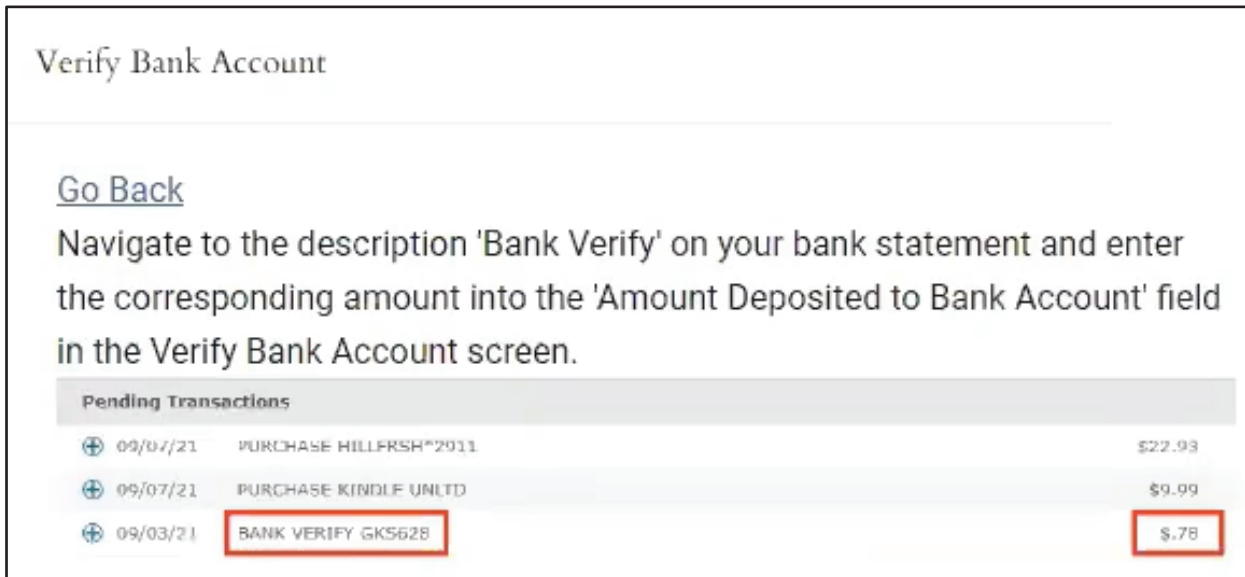 Verify Bank Account
Go Back
Navigate to the description 'Bank Verify' on your bank statement and enter
the corresponding amount into the 'Amount Deposited to Bank Account' field
in the Verify Bank Account screen.
Pending Transactions
09/07/21 PURCHASE HILLFRSH*2911 $22.93
09/07/21 PURCHASE KINDLE UNLTD $9.99
09/03/21 BANK VERIFY GK5628 $.78